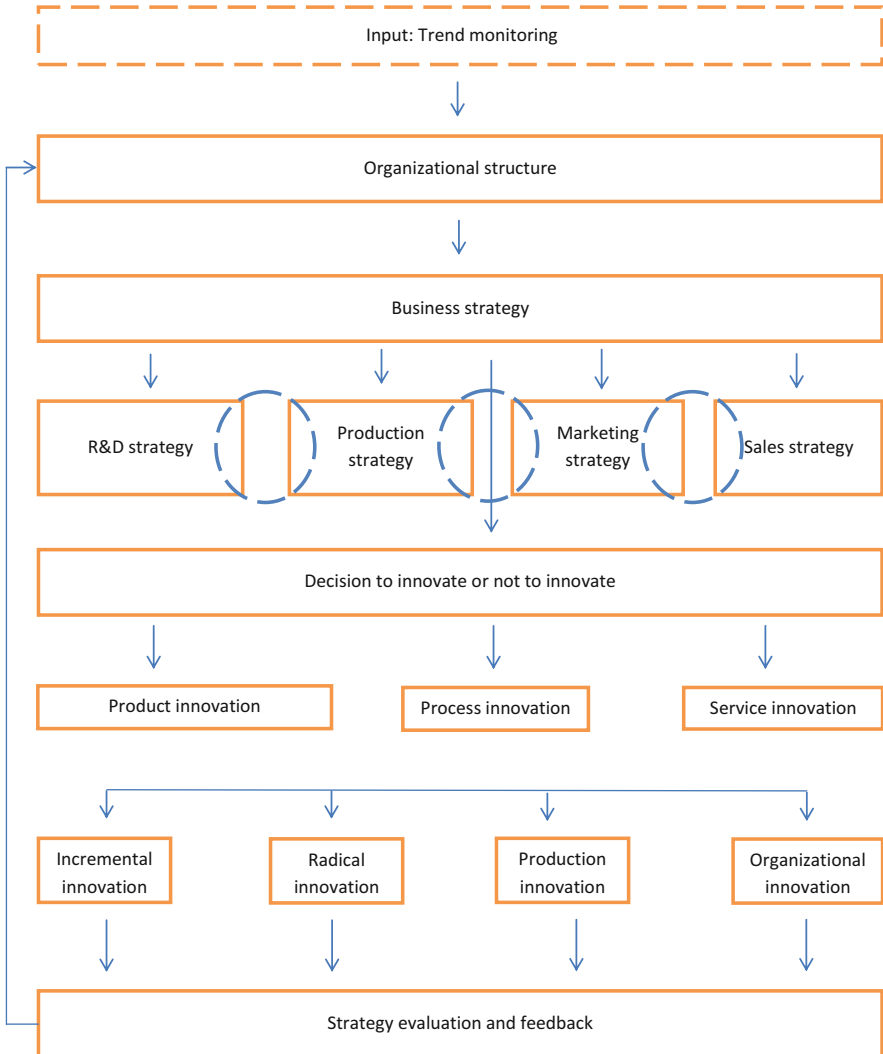 Input: Trend monitoring
Organizational structure
Business strategy
R&D strategy
Production
strategy
Marketing
strategy
Sales strategy
Decision to innovate or not to innovate
Product innovation
Process innovation
Service innovation
Incremental
innovation
Radical
innovation
Production
innovation
Organizational
innovation
Strategy evaluation and feedback